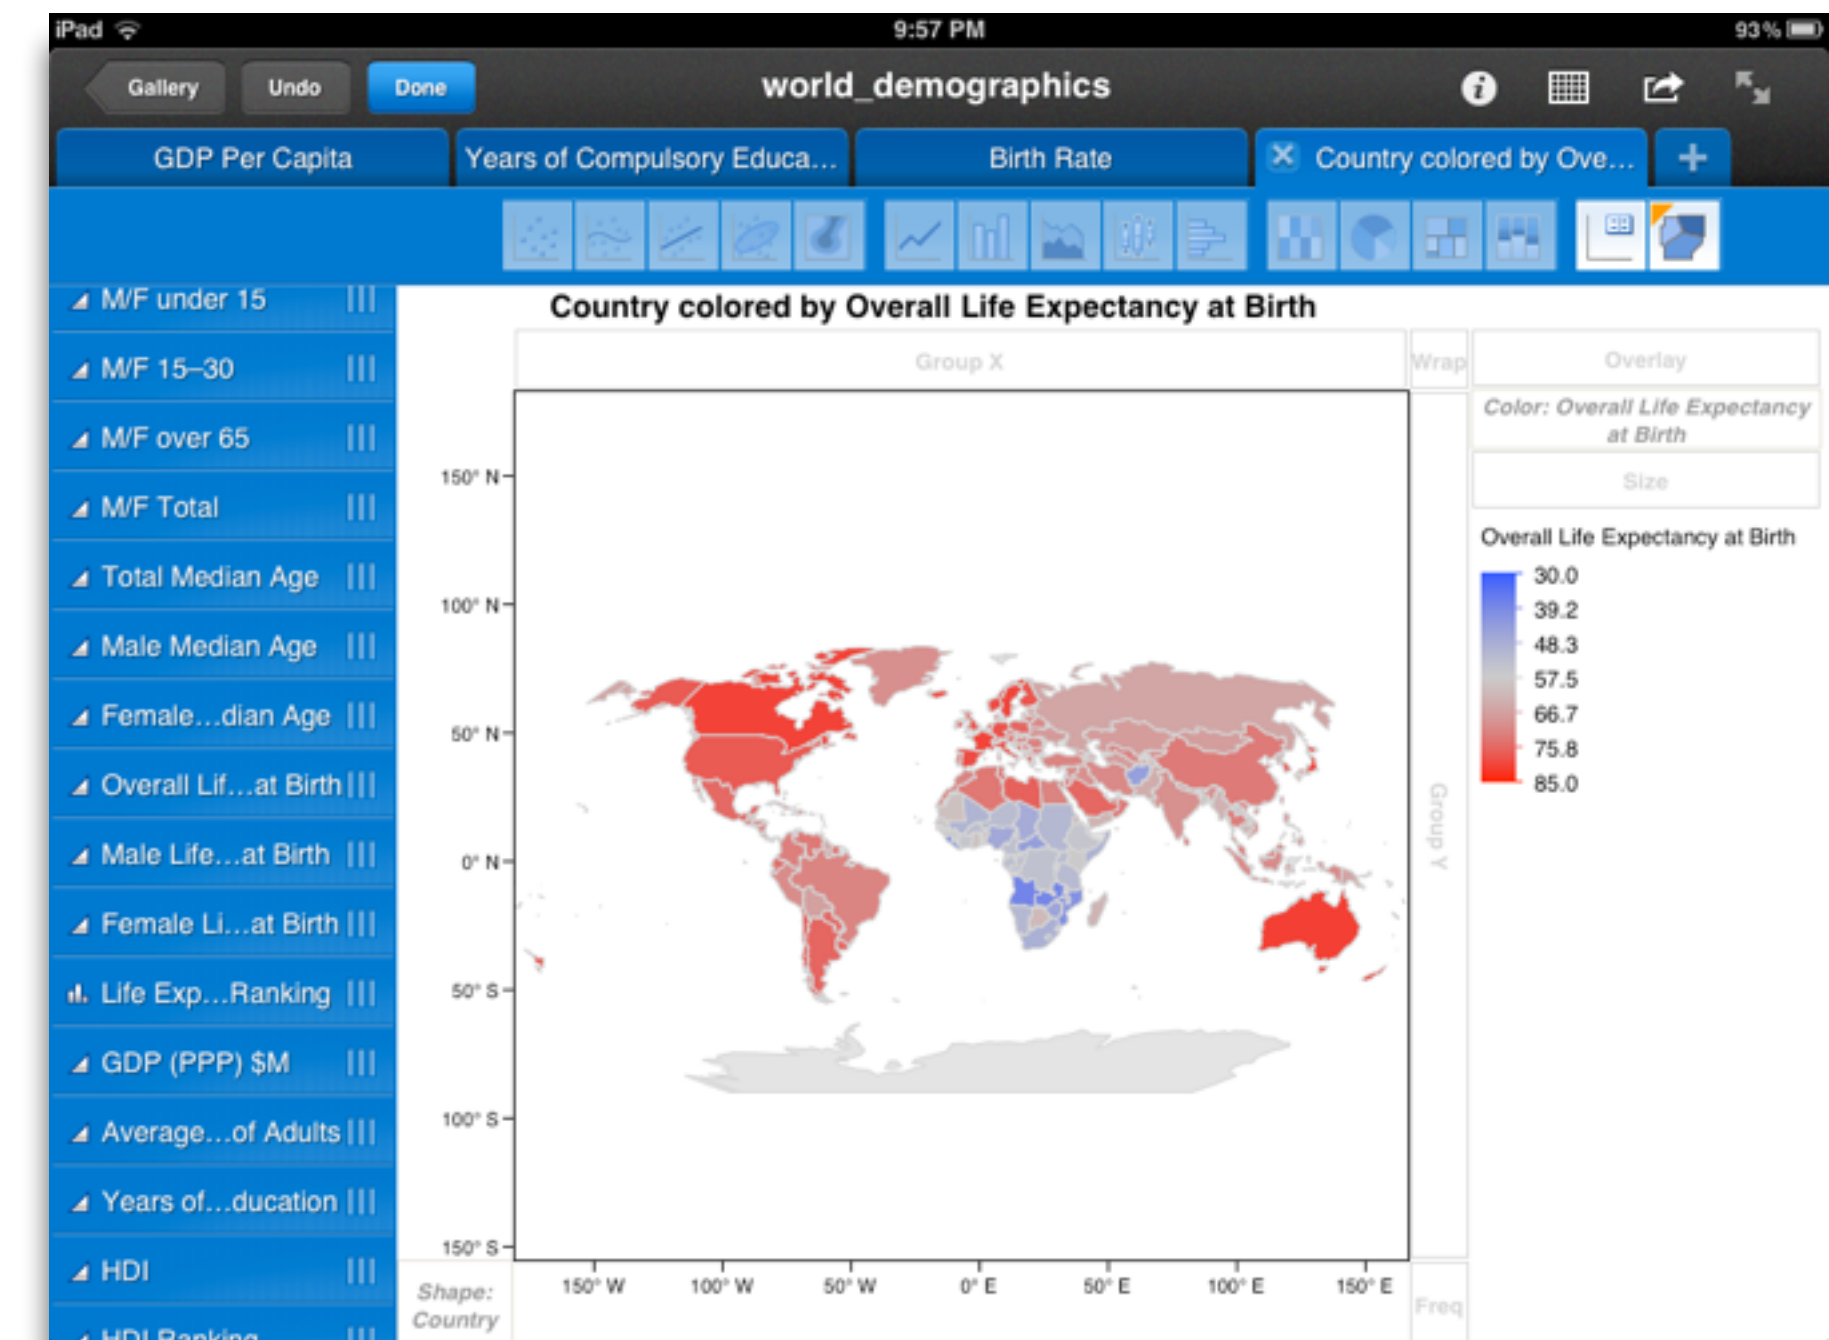 iPad 9:57 PM 93%
Gallery Undo Done world_demographics
GDP Per Capita Years of Compulsory Educa... Birth Rate Country colored by Ove... +
M/F under 15
M/F 15–30
M/F over 65
M/F Total
Total Median Age
Male Median Age
Female...dian Age
Overall Lif...at Birth
Male Life...at Birth
Female Li...at Birth
Life Exp...Ranking
GDP (PPP) $M
Average...of Adults
Years of...ducation
HDI
HDI Ranking
Country colored by Overall Life Expectancy at Birth
Group X
Wrap
Overlay
Color: Overall Life Expectancy
at Birth
Size
Overall Life Expectancy at Birth
30.0
39.2
48.3
57.5
66.7
75.8
85.0
Group Y
150° N
100° N
50° N
0° N
50° S
100° S
150° S
150° W 100° W 50° W 0° E 50° E 100° E 150° E
Shape:
Country
Freq